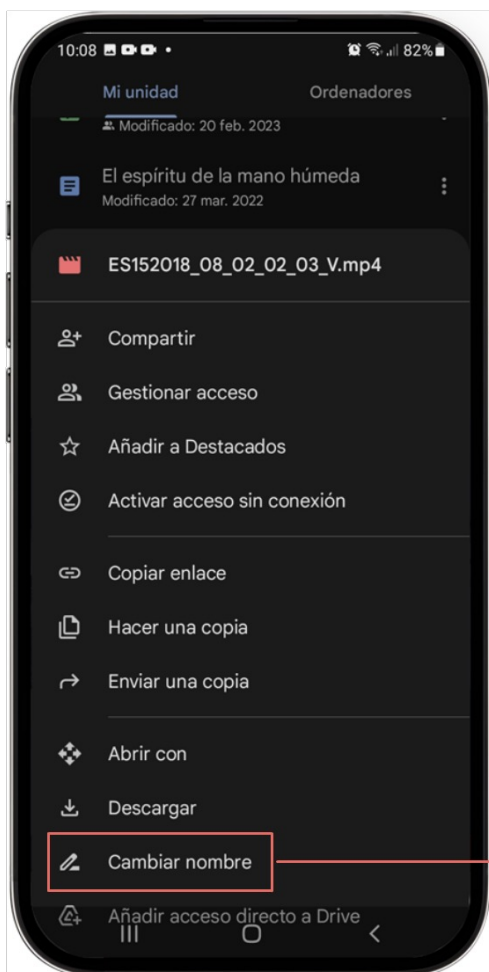 10:08
82%
Mi unidad
Ordenadores
Modificado: 20 feb. 2023
El espíritu de la mano húmeda
Modificado: 27 mar. 2022
ES152018_08_02_02_03_V.mp4
Compartir
Gestionar acceso
Añadir a Destacados
Activar acceso sin conexión
Copiar enlace
Hacer una copia
Enviar una copia
Abrir con
Descargar
Cambiar nombre
Añadir acceso directo a Drive